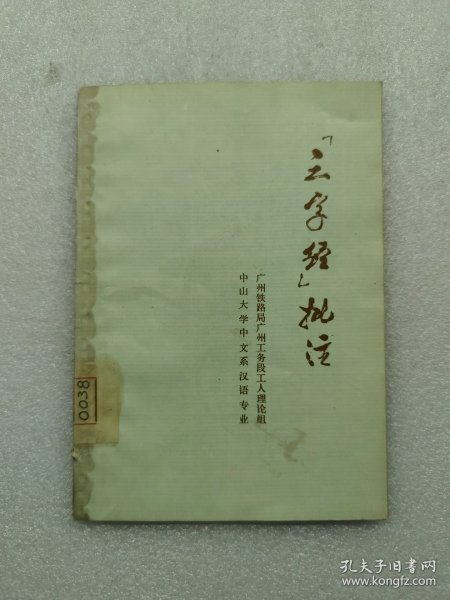 「三字经」批注
广州铁路局广州工务段工人理论组
中山大学中文系汉语专业
0038
孔夫子旧书网
www.kongfz.com